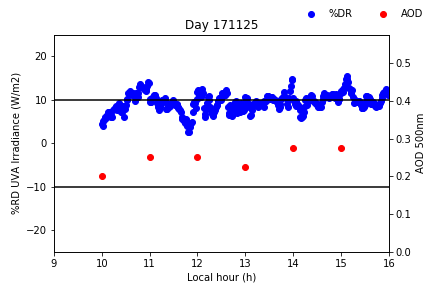 %DR AOD
Day 171125
%RD UVA Irradiance (W/m2)
20
10
0
−10
−20
0.5
0.4
0.3
0.2
0.1
0.0
AOD 500nm
9 10 11 12 13 14 15 16
Local hour (h)